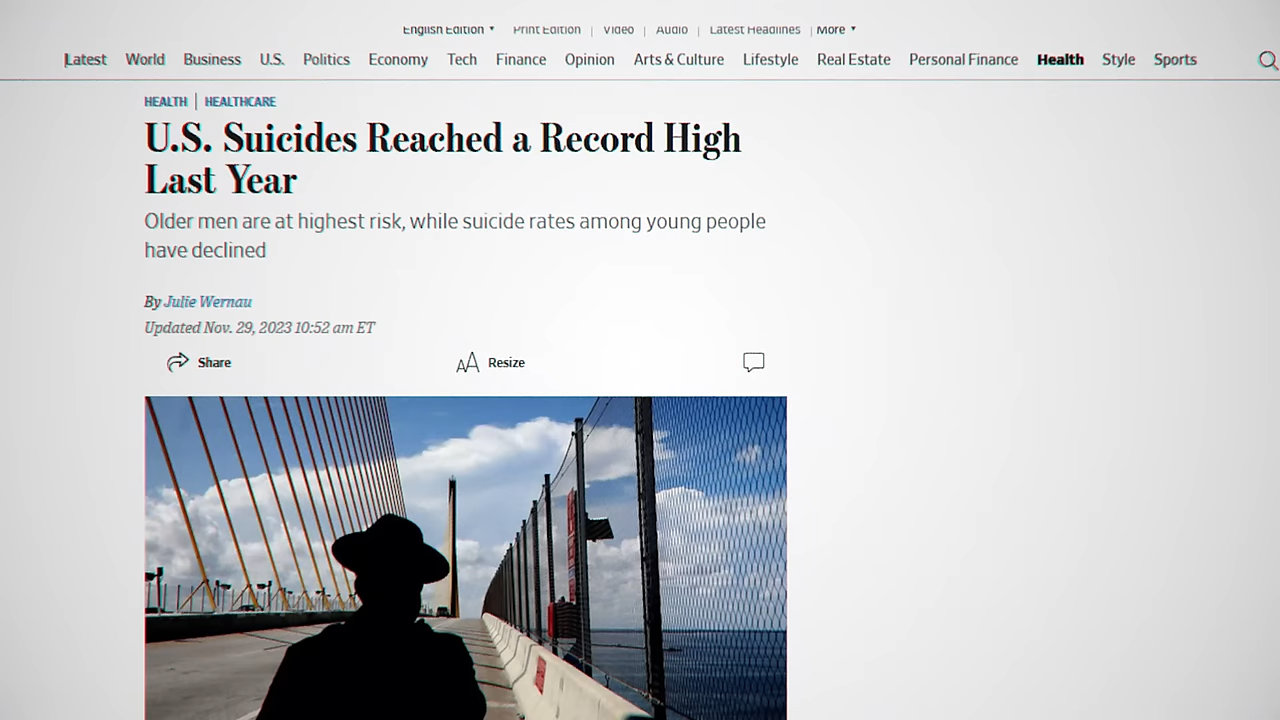 English Edition Print Edition Video Audio Latest Headlines More
Latest World Business U.S. Politics Economy Tech Finance Opinion Arts & Culture Lifestyle Real Estate Personal Finance Health Style Sports
HEALTH | HEALTHCARE
U.S. Suicides Reached a Record High
Last Year
Older men are at highest risk, while suicide rates among young people
have declined
By Julie Wernau
Updated Nov. 29, 2023 10:52 am ET
Share Resize